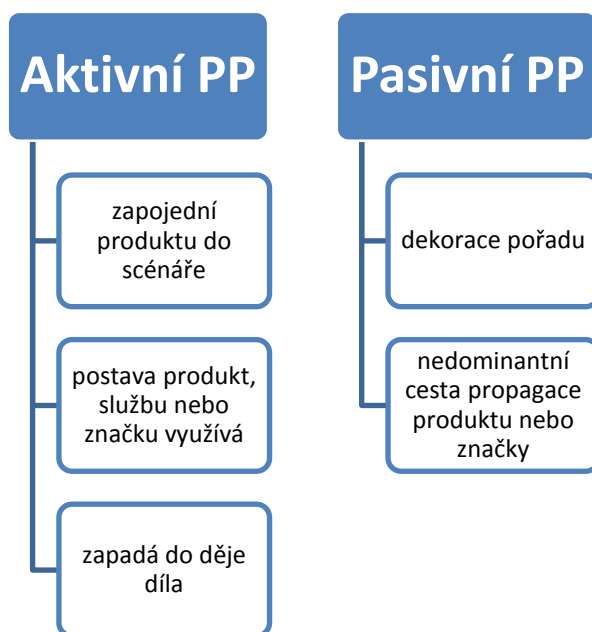 Aktivní PP
zapojední
produktu do
scénáře
postava produkt,
službu nebo
značku využívá
zapadá do děje
díla
Pasivní PP
dekorace pořadu
nedominantní
cesta propagace
produktu nebo
značky